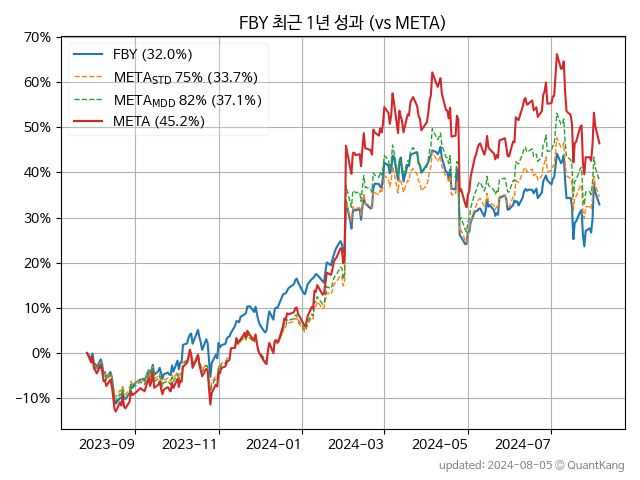 FBY 최근 1년 성과 (vs META)
70%
60%
50%
40%
30%
20%
10%
0%
−10%
FBY (32.0%)
METASTD 75% (33.7%)
METAMDD 82% (37.1%)
META (45.2%)
2023-09
2023-11
2024-01
2024-03
2024-05
2024-07
updated: 2024-08-05 © QuantKang